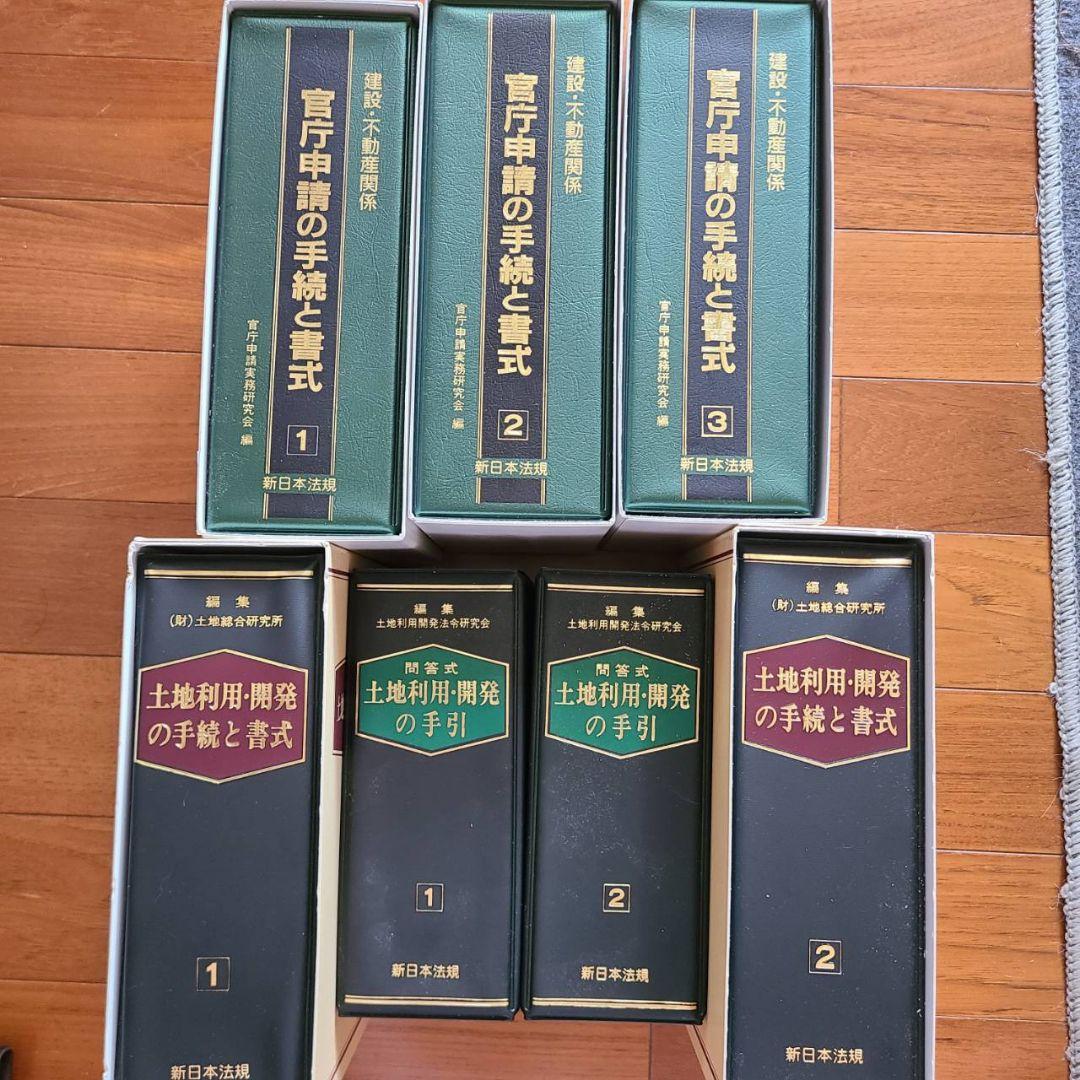 建設・不動産関係
官庁申請の手続と書式
官庁申請実務研究会 編
1
新日本法規
建設・不動産関係
官庁申請の手続と書式
官庁申請実務研究会 編
2
新日本法規
建設・不動産関係
官庁申請の手続と書式
官庁申請実務研究会 編
3
新日本法規
編集
(財)土地総合研究所
土地利用・開発
の手続と書式
1
新日本法規
編集
土地利用開発法令研究会
問答式
土地利用・開発
の手引
1
新日本法規
編集
土地利用開発法令研究会
問答式
土地利用・開発
の手引
2
新日本法規
編集
(財)土地総合研究所
土地利用・開発
の手続と書式
2
新日本法規